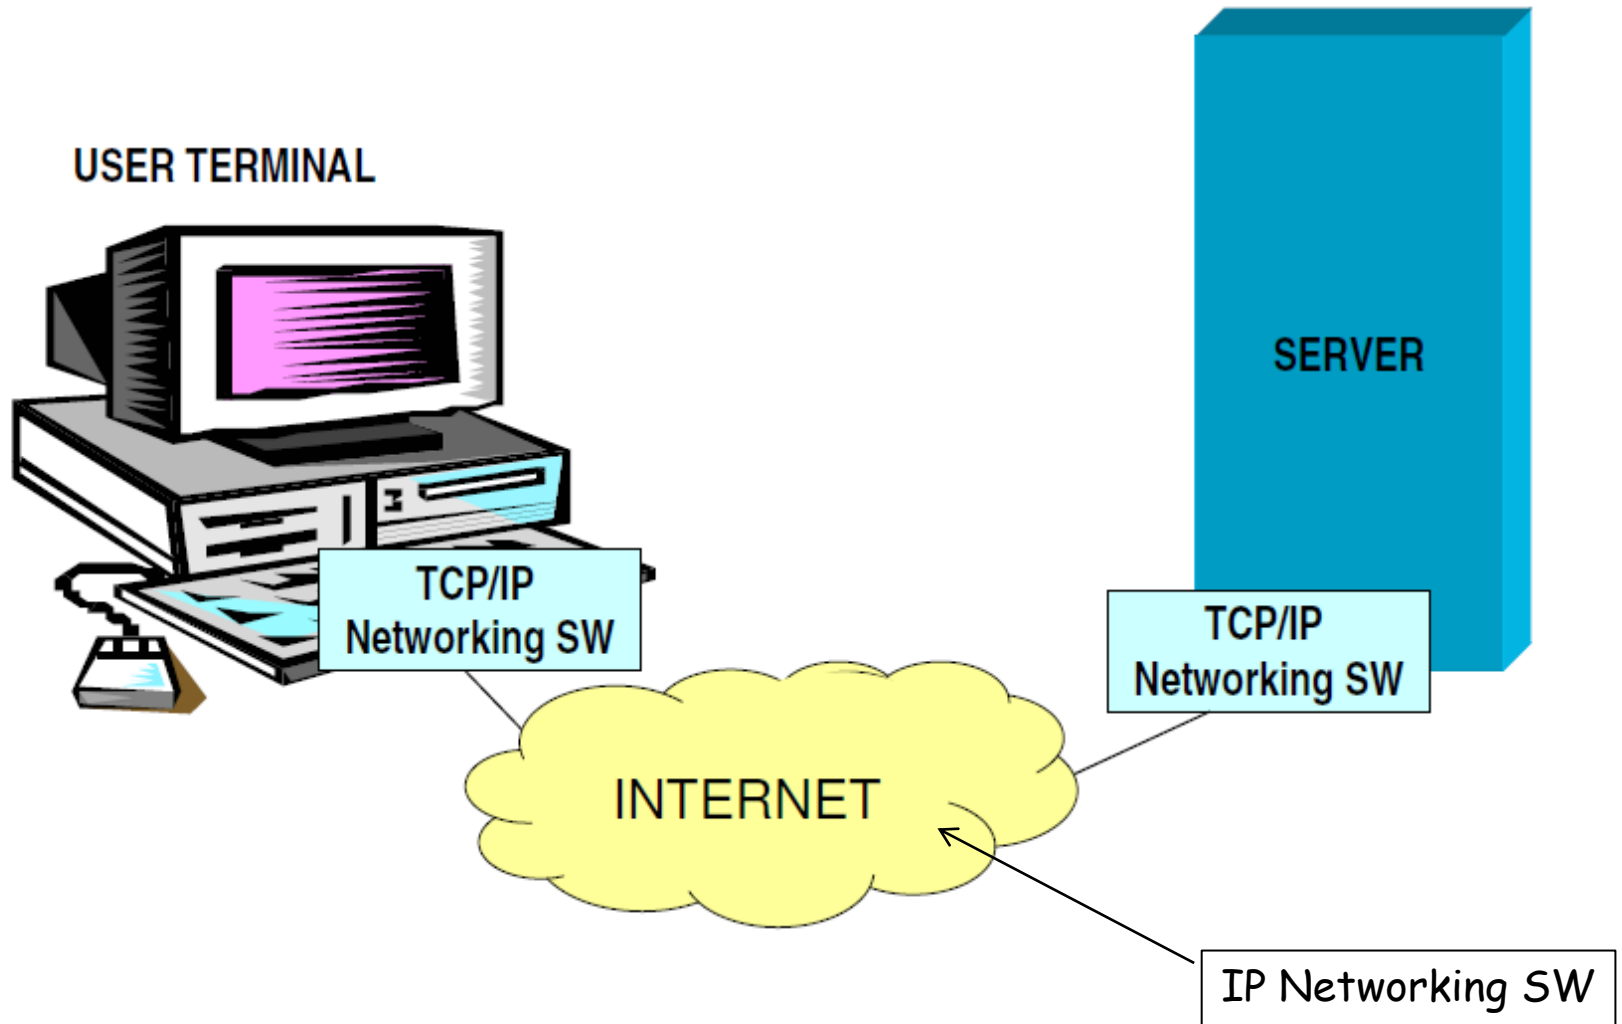 USER TERMINAL
SERVER
TCP/IP
Networking SW
TCP/IP
Networking SW
INTERNET
IP Networking SW